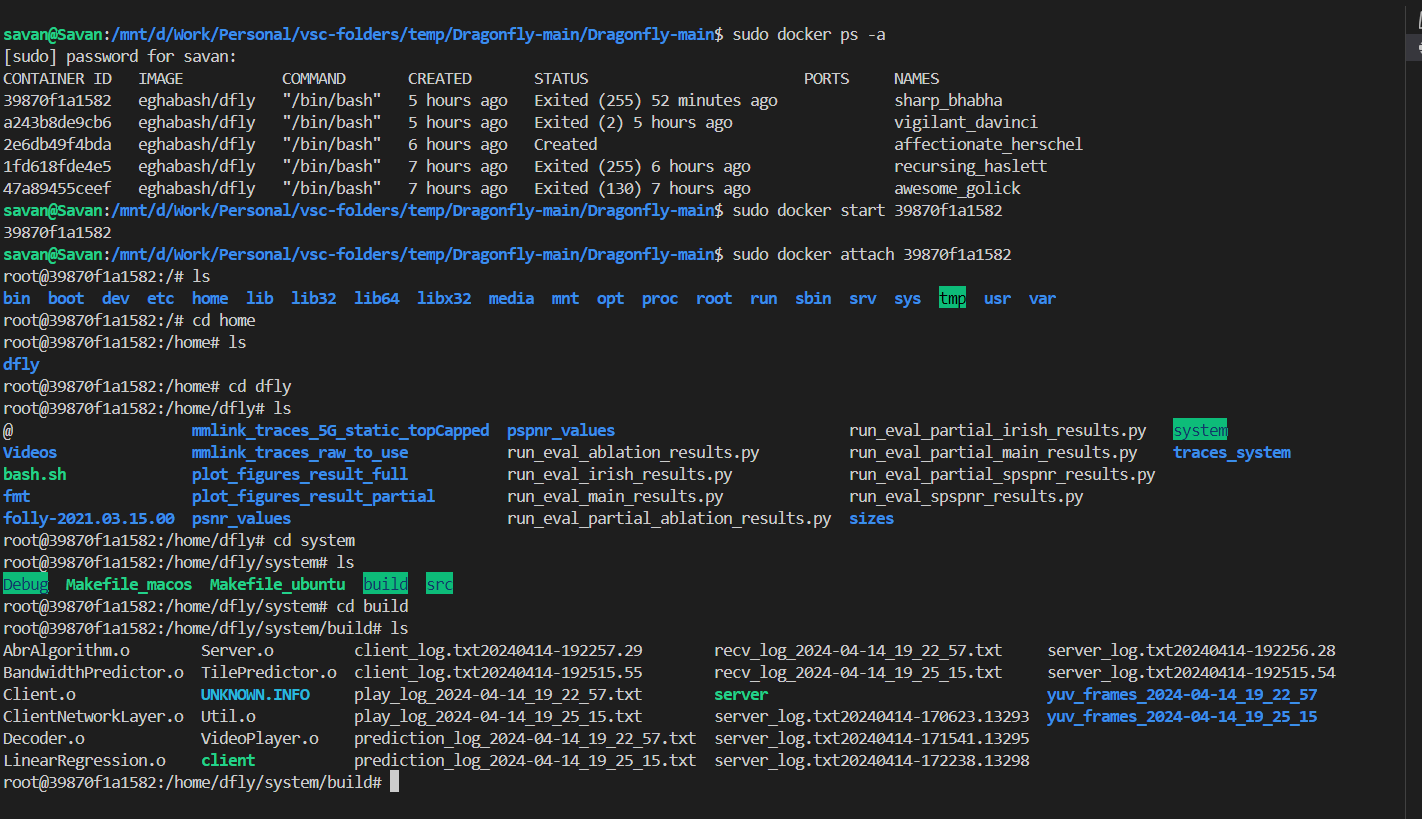 savan@Savan:/mnt/d/Work/Personal/vsc-folders/temp/Dragonfly-main/Dragonfly-main$ sudo docker ps -a
[sudo] password for savan:
CONTAINER ID   IMAGE           COMMAND       CREATED       STATUS                        PORTS     NAMES
39870f1a1582   eghabash/dfly   "/bin/bash"   5 hours ago   Exited (255) 52 minutes ago             sharp_bhabha
a243b8de9cb6   eghabash/dfly   "/bin/bash"   5 hours ago   Exited (2) 5 hours ago                  vigilant_davinci
2e6db49f4bda   eghabash/dfly   "/bin/bash"   6 hours ago   Created                                 affectionate_herschel
1fd618fde4e5   eghabash/dfly   "/bin/bash"   7 hours ago   Exited (255) 6 hours ago                recursing_haslett
47a89455ceef   eghabash/dfly   "/bin/bash"   7 hours ago   Exited (130) 7 hours ago                awesome_golick
savan@Savan:/mnt/d/Work/Personal/vsc-folders/temp/Dragonfly-main/Dragonfly-main$ sudo docker start 39870f1a1582
39870f1a1582
savan@Savan:/mnt/d/Work/Personal/vsc-folders/temp/Dragonfly-main/Dragonfly-main$ sudo docker attach 39870f1a1582
root@39870f1a1582:/# ls
bin  boot  dev  etc  home  lib  lib32  lib64  libx32  media  mnt  opt  proc  root  run  sbin  srv  sys  tmp  usr  var
root@39870f1a1582:/# cd home
root@39870f1a1582:/home# ls
dfly
root@39870f1a1582:/home# cd dfly
root@39870f1a1582:/home/dfly# ls
@                    mmlink_traces_5G_static_topCapped  pspnr_values                          run_eval_partial_irish_results.py   system
Videos               mmlink_traces_raw_to_use           run_eval_ablation_results.py          run_eval_partial_main_results.py    traces_system
bash.sh              plot_figures_result_full           run_eval_irish_results.py             run_eval_partial_spspnr_results.py
fmt                  plot_figures_result_partial        run_eval_main_results.py              run_eval_spspnr_results.py
folly-2021.03.15.00  psnr_values                        run_eval_partial_ablation_results.py  sizes
root@39870f1a1582:/home/dfly# cd system
root@39870f1a1582:/home/dfly/system# ls
Debug  Makefile_macos  Makefile_ubuntu  build  src
root@39870f1a1582:/home/dfly/system# cd build
root@39870f1a1582:/home/dfly/system/build# ls
AbrAlgorithm.o        Server.o         client_log.txt20240414-192257.29        recv_log_2024-04-14_19_22_57.txt     server_log.txt20240414-192256.28
BandwidthPredictor.o  TilePredictor.o  client_log.txt20240414-192515.55        recv_log_2024-04-14_19_25_15.txt     server_log.txt20240414-192515.54
Client.o              UNKNOWN.INFO     play_log_2024-04-14_19_22_57.txt        server                               yuv_frames_2024-04-14_19_22_57
ClientNetworkLayer.o  Util.o           play_log_2024-04-14_19_25_15.txt        server_log.txt20240414-170623.13293  yuv_frames_2024-04-14_19_25_15
Decoder.o             VideoPlayer.o    prediction_log_2024-04-14_19_22_57.txt  server_log.txt20240414-171541.13295
LinearRegression.o    client           prediction_log_2024-04-14_19_25_15.txt  server_log.txt20240414-172238.13298
root@39870f1a1582:/home/dfly/system/build#